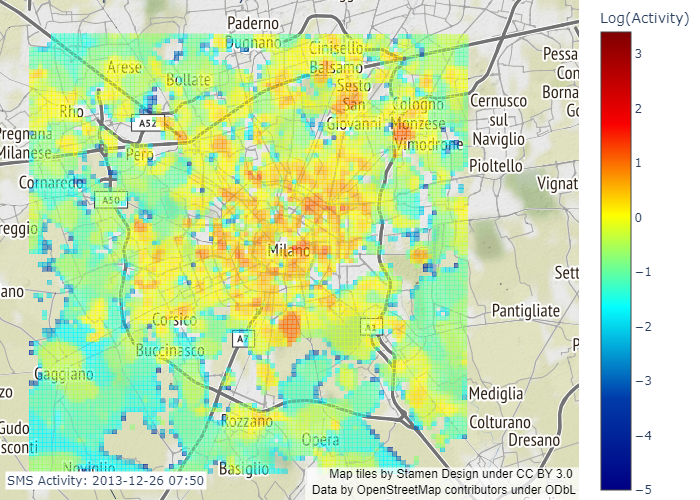 Log(Activity)
3
2
1
0
−1
−2
−3
−4
−5
Paderno
Dugnano
Cinisello
Balsamo
Arese
Bollate
Sesto
San
Giovanni
Cologno
Monzese
Cernusco
sul
Naviglio
Rho
A52
Pero
Vimodrone
Pioltello
Pregnana
Milanese
Cornaredo
A50
Vignat
reggio
Milano
Sett
ano
Pessa
Con
Borna
Go
Pantigliate
Corsico
A7
A1
Buccinasco
P
Gaggiano
zo
Mediglia
Rozzano
Colturano
Gudo
sconti
Opera
Dresano
Noviglio
Basiglio
SMS Activity: 2013-12-26 07:50
Map tiles by Stamen Design under CC BY 3.0
Data by OpenStreetMap contributors under ODbL